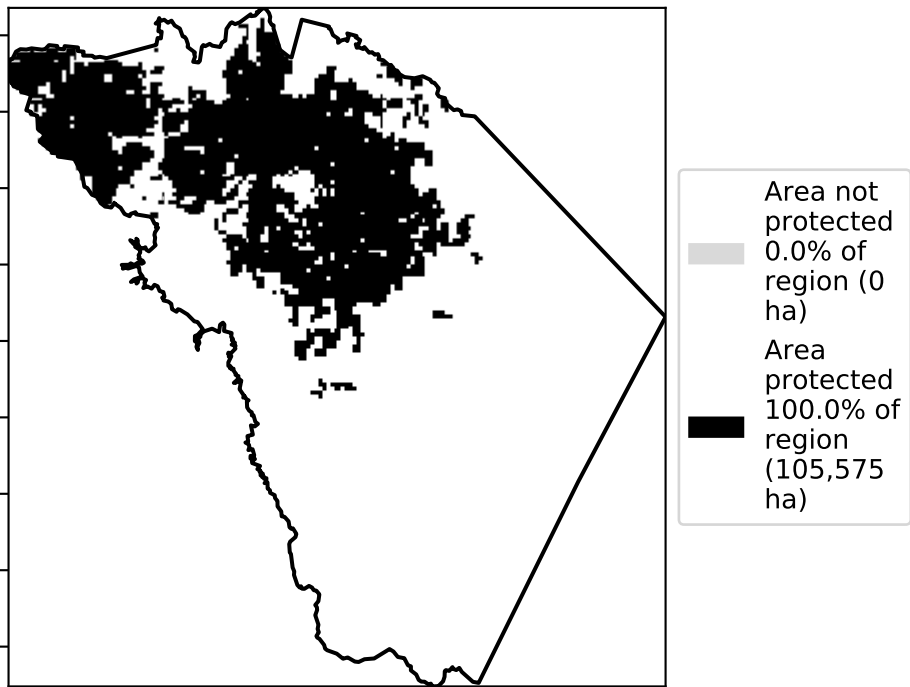 Area not
protected
0.0% of
region (0
ha)
Area
protected
100.0% of
region
(105,575
ha)